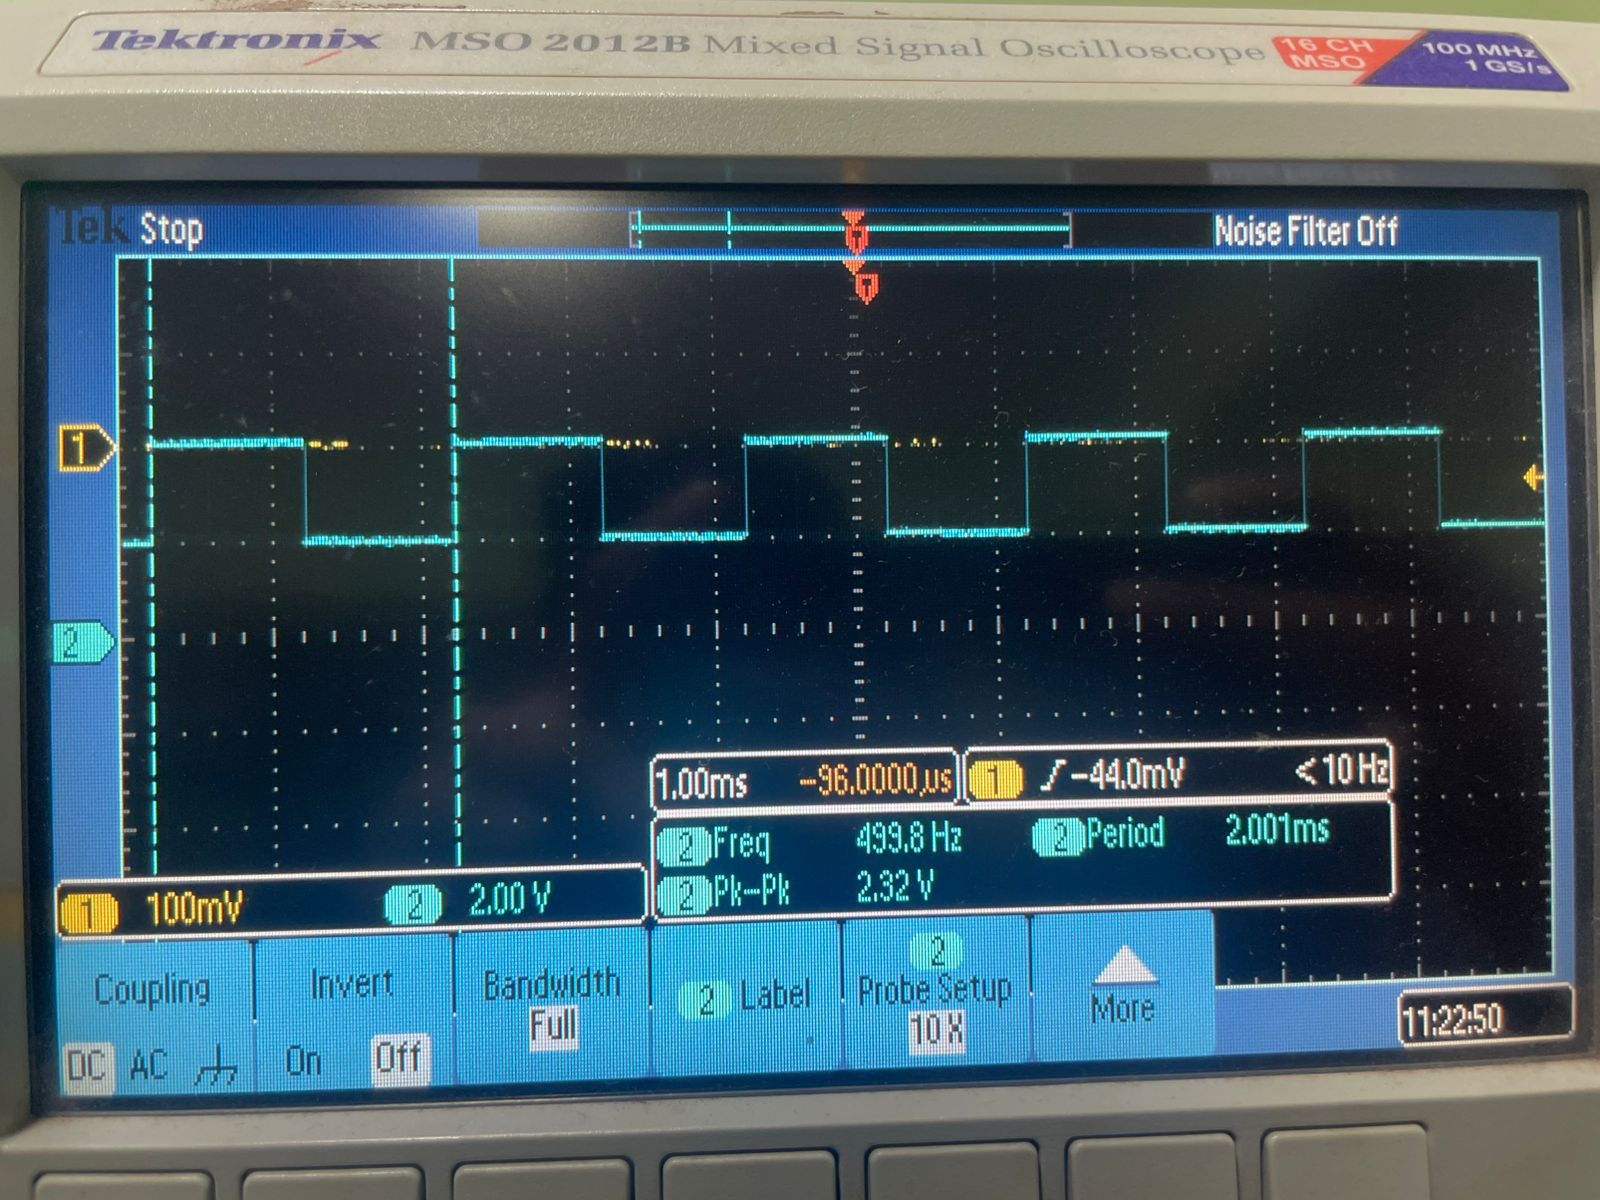 Tektronix MSO 2012B Mixed Signal Oscilloscope 16 CH MSO 100 MHz 1 GS/s
Tek Stop Noise Filter Off
T
T
1
2
1.00ms -96.0000µs 1 -44.0mV <10 Hz
2 Freq 499.8 Hz 2 Period 2.001ms
2 Pk-Pk 2.32 V
1 100mV 2 2.00 V
Coupling Invert Bandwidth 2 Label 2 Probe Setup More
DC AC On Off Full 10 X
11:22:50